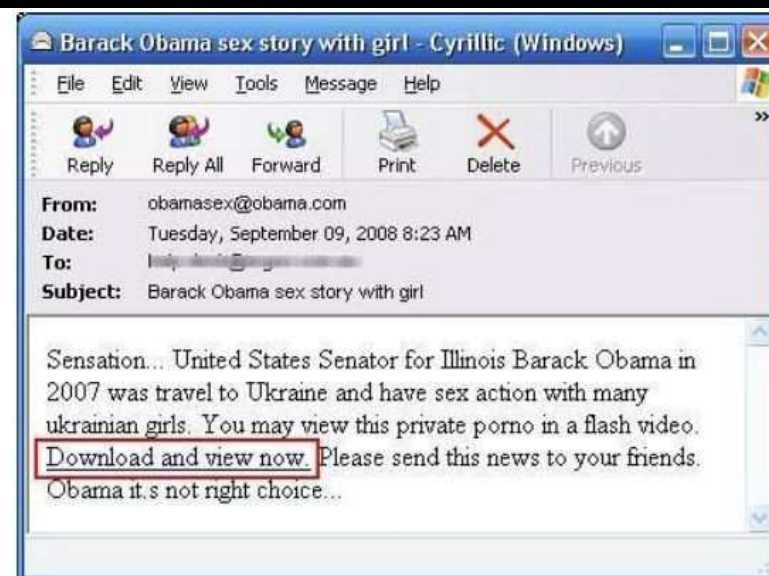 Barack Obama sex story with girl - Cyrillic (Windows)
File Edit View Tools Message Help
Reply Reply All Forward Print Delete Previous
From: obamasex@obama.com
Date: Tuesday, September 09, 2008 8:23 AM
To:
Subject: Barack Obama sex story with girl
Sensation... United States Senator for Illinois Barack Obama in
2007 was travel to Ukraine and have sex action with many
ukrainian girls. You may view this private porno in a flash video.
Download and view now. Please send this news to your friends.
Obama it.s not right choice...